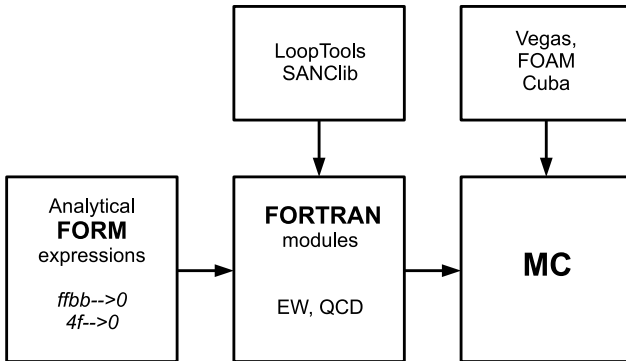 LoopTools
SANClib
Vegas,
FOAM
Cuba
Analytical
FORM
expressions
ffbb-->0
4f-->0
FORTRAN
modules
EW, QCD
MC